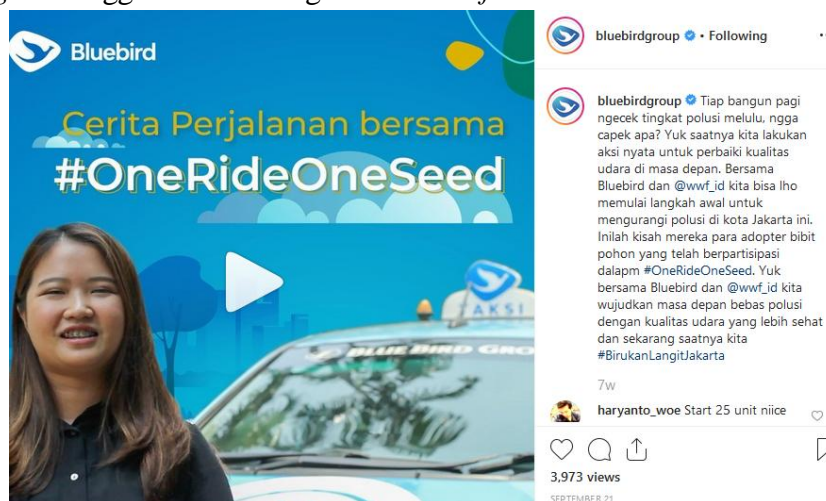 Bluebird
Cerita Perjalanan bersama
#OneRideOneSeed
TAKSI
BLUE BIRD GRO
bluebirdgroup • Following
bluebirdgroup Tiap bangun pagi
ngecek tingkat polusi melulu, ngga
capek apa? Yuk saatnya kita lakukan
aksi nyata untuk perbaiki kualitas
udara di masa depan. Bersama
Bluebird dan @wwf_id kita bisa lho
memulai langkah awal untuk
mengurangi polusi di kota Jakarta ini.
Inilah kisah mereka para adopter bibit
pohon yang telah berpartisipasi
dalapm #OneRideOneSeed. Yuk
bersama Bluebird dan @wwf_id kita
wujudkan masa depan bebas polusi
dengan kualitas udara yang lebih sehat
dan sekarang saatnya kita
#BirukanLangitJakarta
7w
haryanto_woe Start 25 unit niice
3,973 views
SEPTEMBER 21